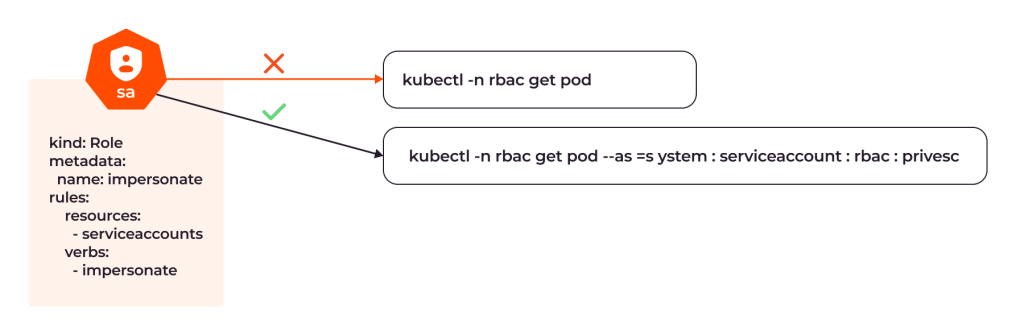 sa
kubectl -n rbac get pod
kubectl -n rbac get pod --as =s ystem : serviceaccount : rbac : privesc
kind: Role
metadata:
  name: impersonate
rules:
    resources:
      - serviceaccounts
    verbs:
      - impersonate